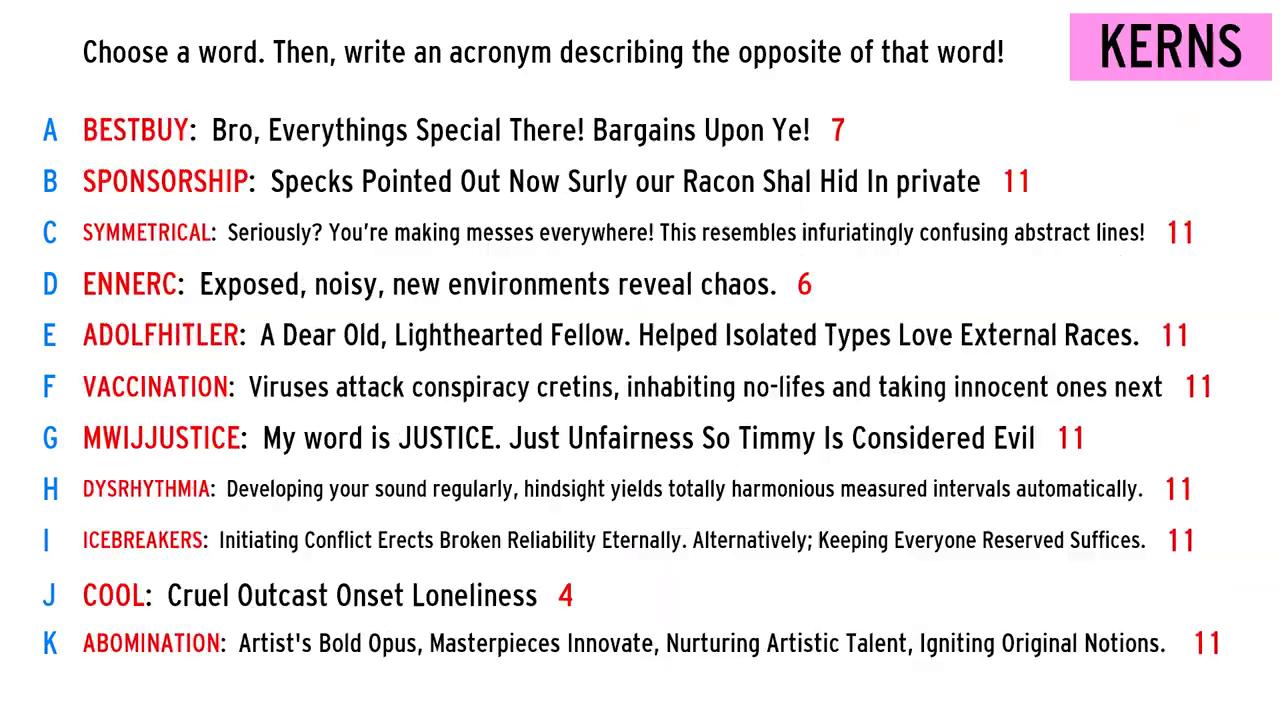 Choose a word. Then, write an acronym describing the opposite of that word!
KERNS
A BESTBUY: Bro, Everythings Special There! Bargains Upon Ye! 7
B SPONSORSHIP: Specks Pointed Out Now Surly our Racon Shal Hid In private 11
C SYMMETRICAL: Seriously? You're making messes everywhere! This resembles infuriatingly confusing abstract lines! 11
D ENNERC: Exposed, noisy, new environments reveal chaos. 6
E ADOLFHITLER: A Dear Old, Lighthearted Fellow. Helped Isolated Types Love External Races. 11
F VACCINATION: Viruses attack conspiracy cretins, inhabiting no-lifes and taking innocent ones next 11
G MWIJJUSTICE: My word is JUSTICE. Just Unfairness So Timmy Is Considered Evil 11
H DYSRHYTHMIA: Developing your sound regularly, hindsight yields totally harmonious measured intervals automatically. 11
I ICEBREAKERS: Initiating Conflict Erects Broken Reliability Eternally. Alternatively; Keeping Everyone Reserved Suffices. 11
J COOL: Cruel Outcast Onset Loneliness 4
K ABOMINATION: Artist's Bold Opus, Masterpieces Innovate, Nurturing Artistic Talent, Igniting Original Notions. 11